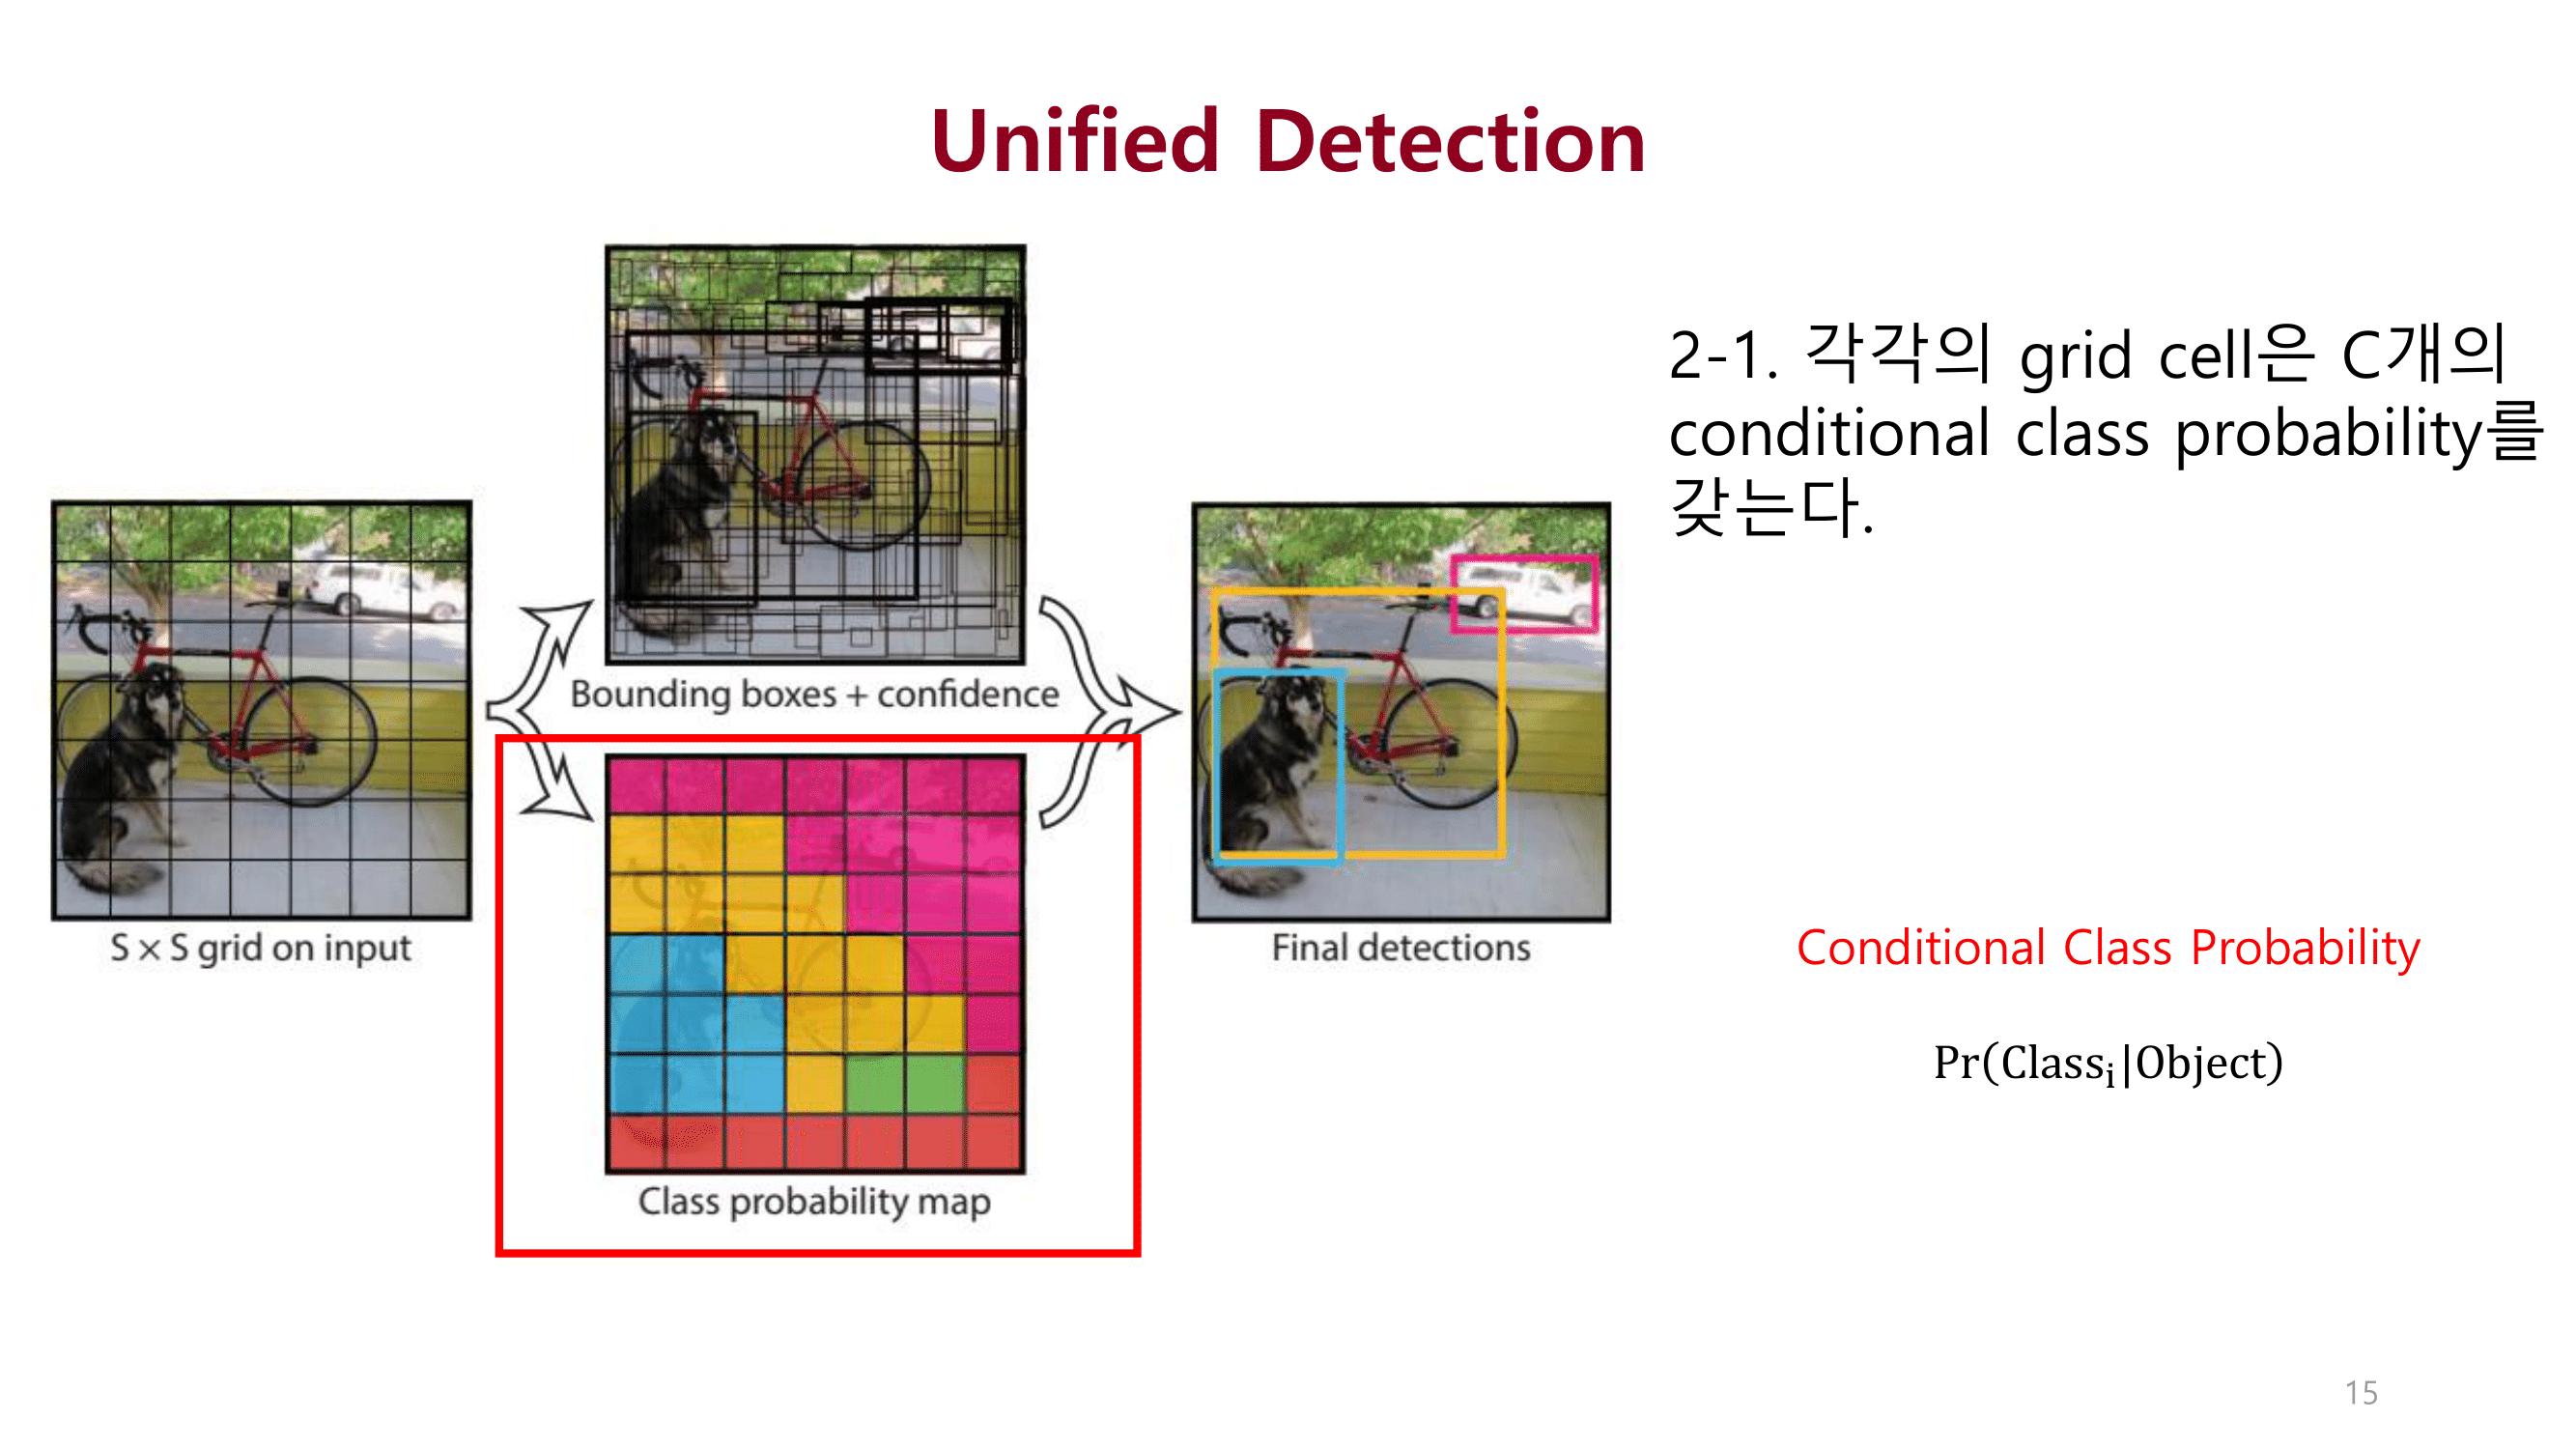 Unified Detection
2-1. 각각의 grid cell은 C개의
conditional class probability를
갖는다.
Bounding boxes + confidence
S × S grid on input
Final detections
Conditional Class Probability
Pr(Classᵢ|Object)
Class probability map
15